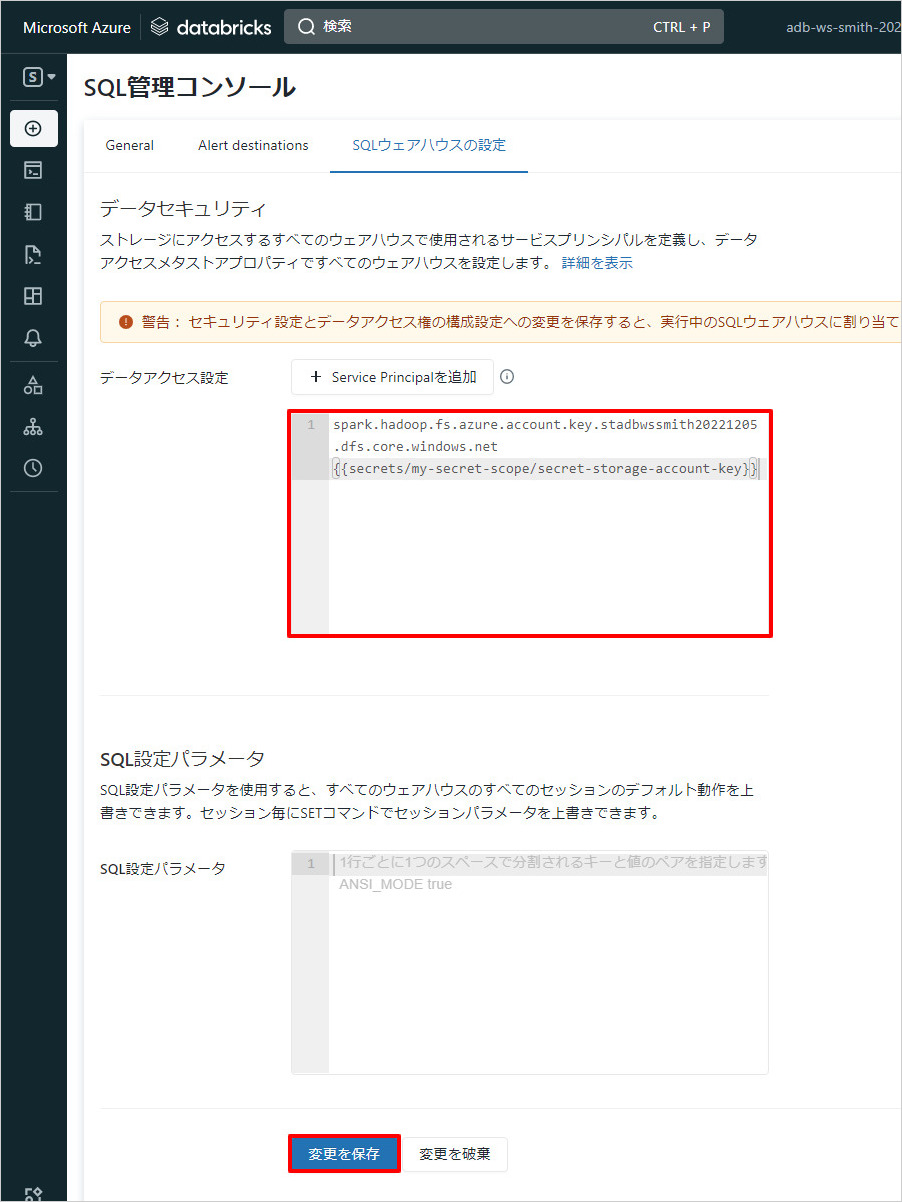 Microsoft Azure databricks 検索 CTRL + P adb-ws-smith-202
S
SQL管理コンソール
General Alert destinations SQLウェアハウスの設定
データセキュリティ
ストレージにアクセスするすべてのウェアハウスで使用されるサービスプリンシパルを定義し、データ
アクセスメタストアプロパティですべてのウェアハウスを設定します。 詳細を表示
警告： セキュリティ設定とデータアクセス権の構成設定への変更を保存すると、実行中のSQLウェアハウスに割り当て
データアクセス設定 + Service Principalを追加
1 spark.hadoop.fs.azure.account.key.stadbwssmith20221205
.dfs.core.windows.net
{{secrets/my-secret-scope/secret-storage-account-key}}
SQL設定パラメータ
SQL設定パラメータを使用すると、すべてのウェアハウスのすべてのセッションのデフォルト動作を上
書きできます。セッション毎にSETコマンドでセッションパラメータを上書きできます。
SQL設定パラメータ 1 1行ごとに1つのスペースで分割されるキーと値のペアを指定します
ANSI_MODE true
変更を保存 変更を破棄